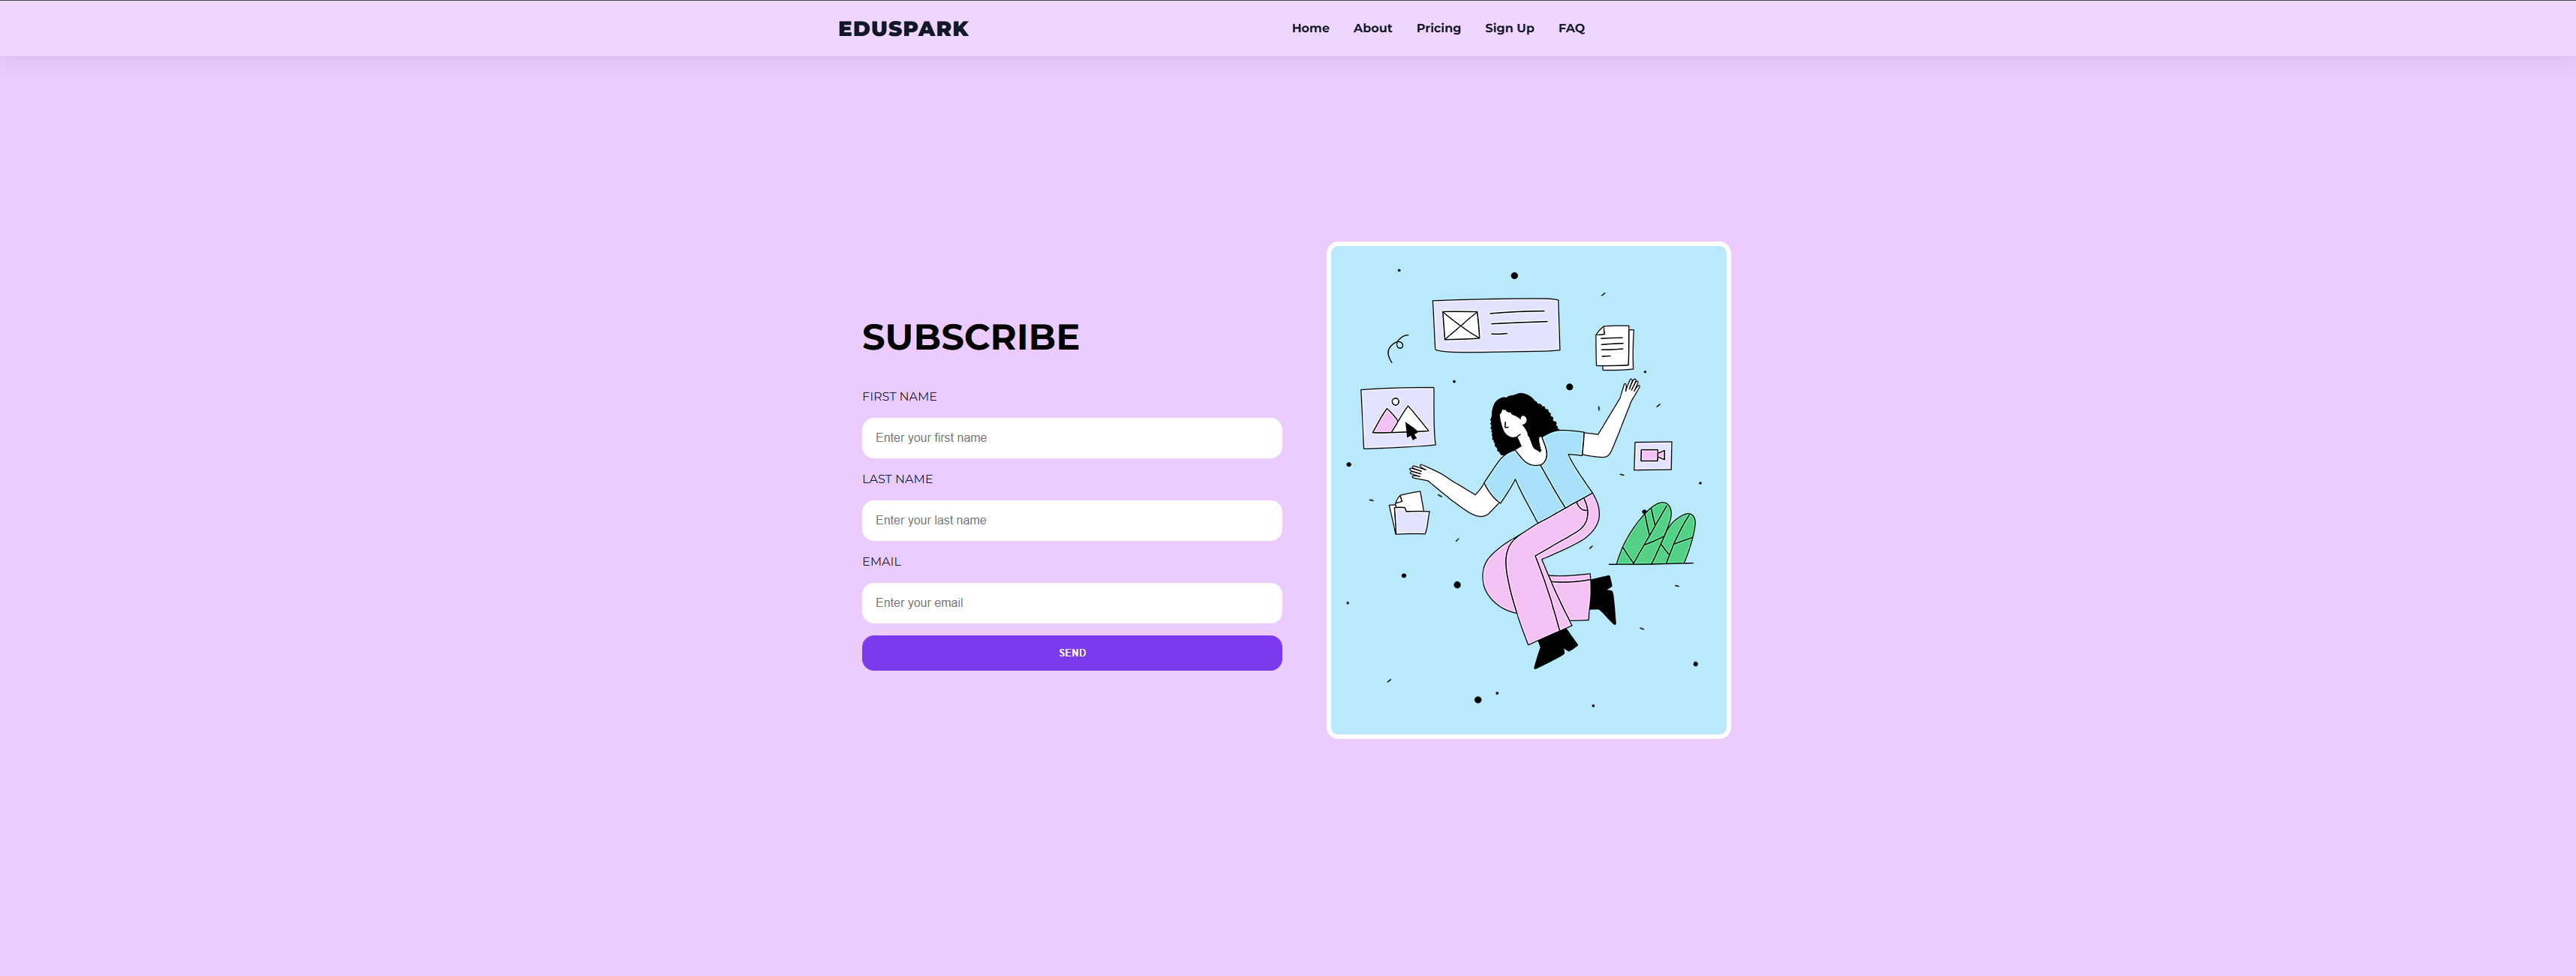 EDUSPARK
Home About Pricing Sign Up FAQ
SUBSCRIBE
FIRST NAME
Enter your first name
LAST NAME
Enter your last name
EMAIL
Enter your email
SEND